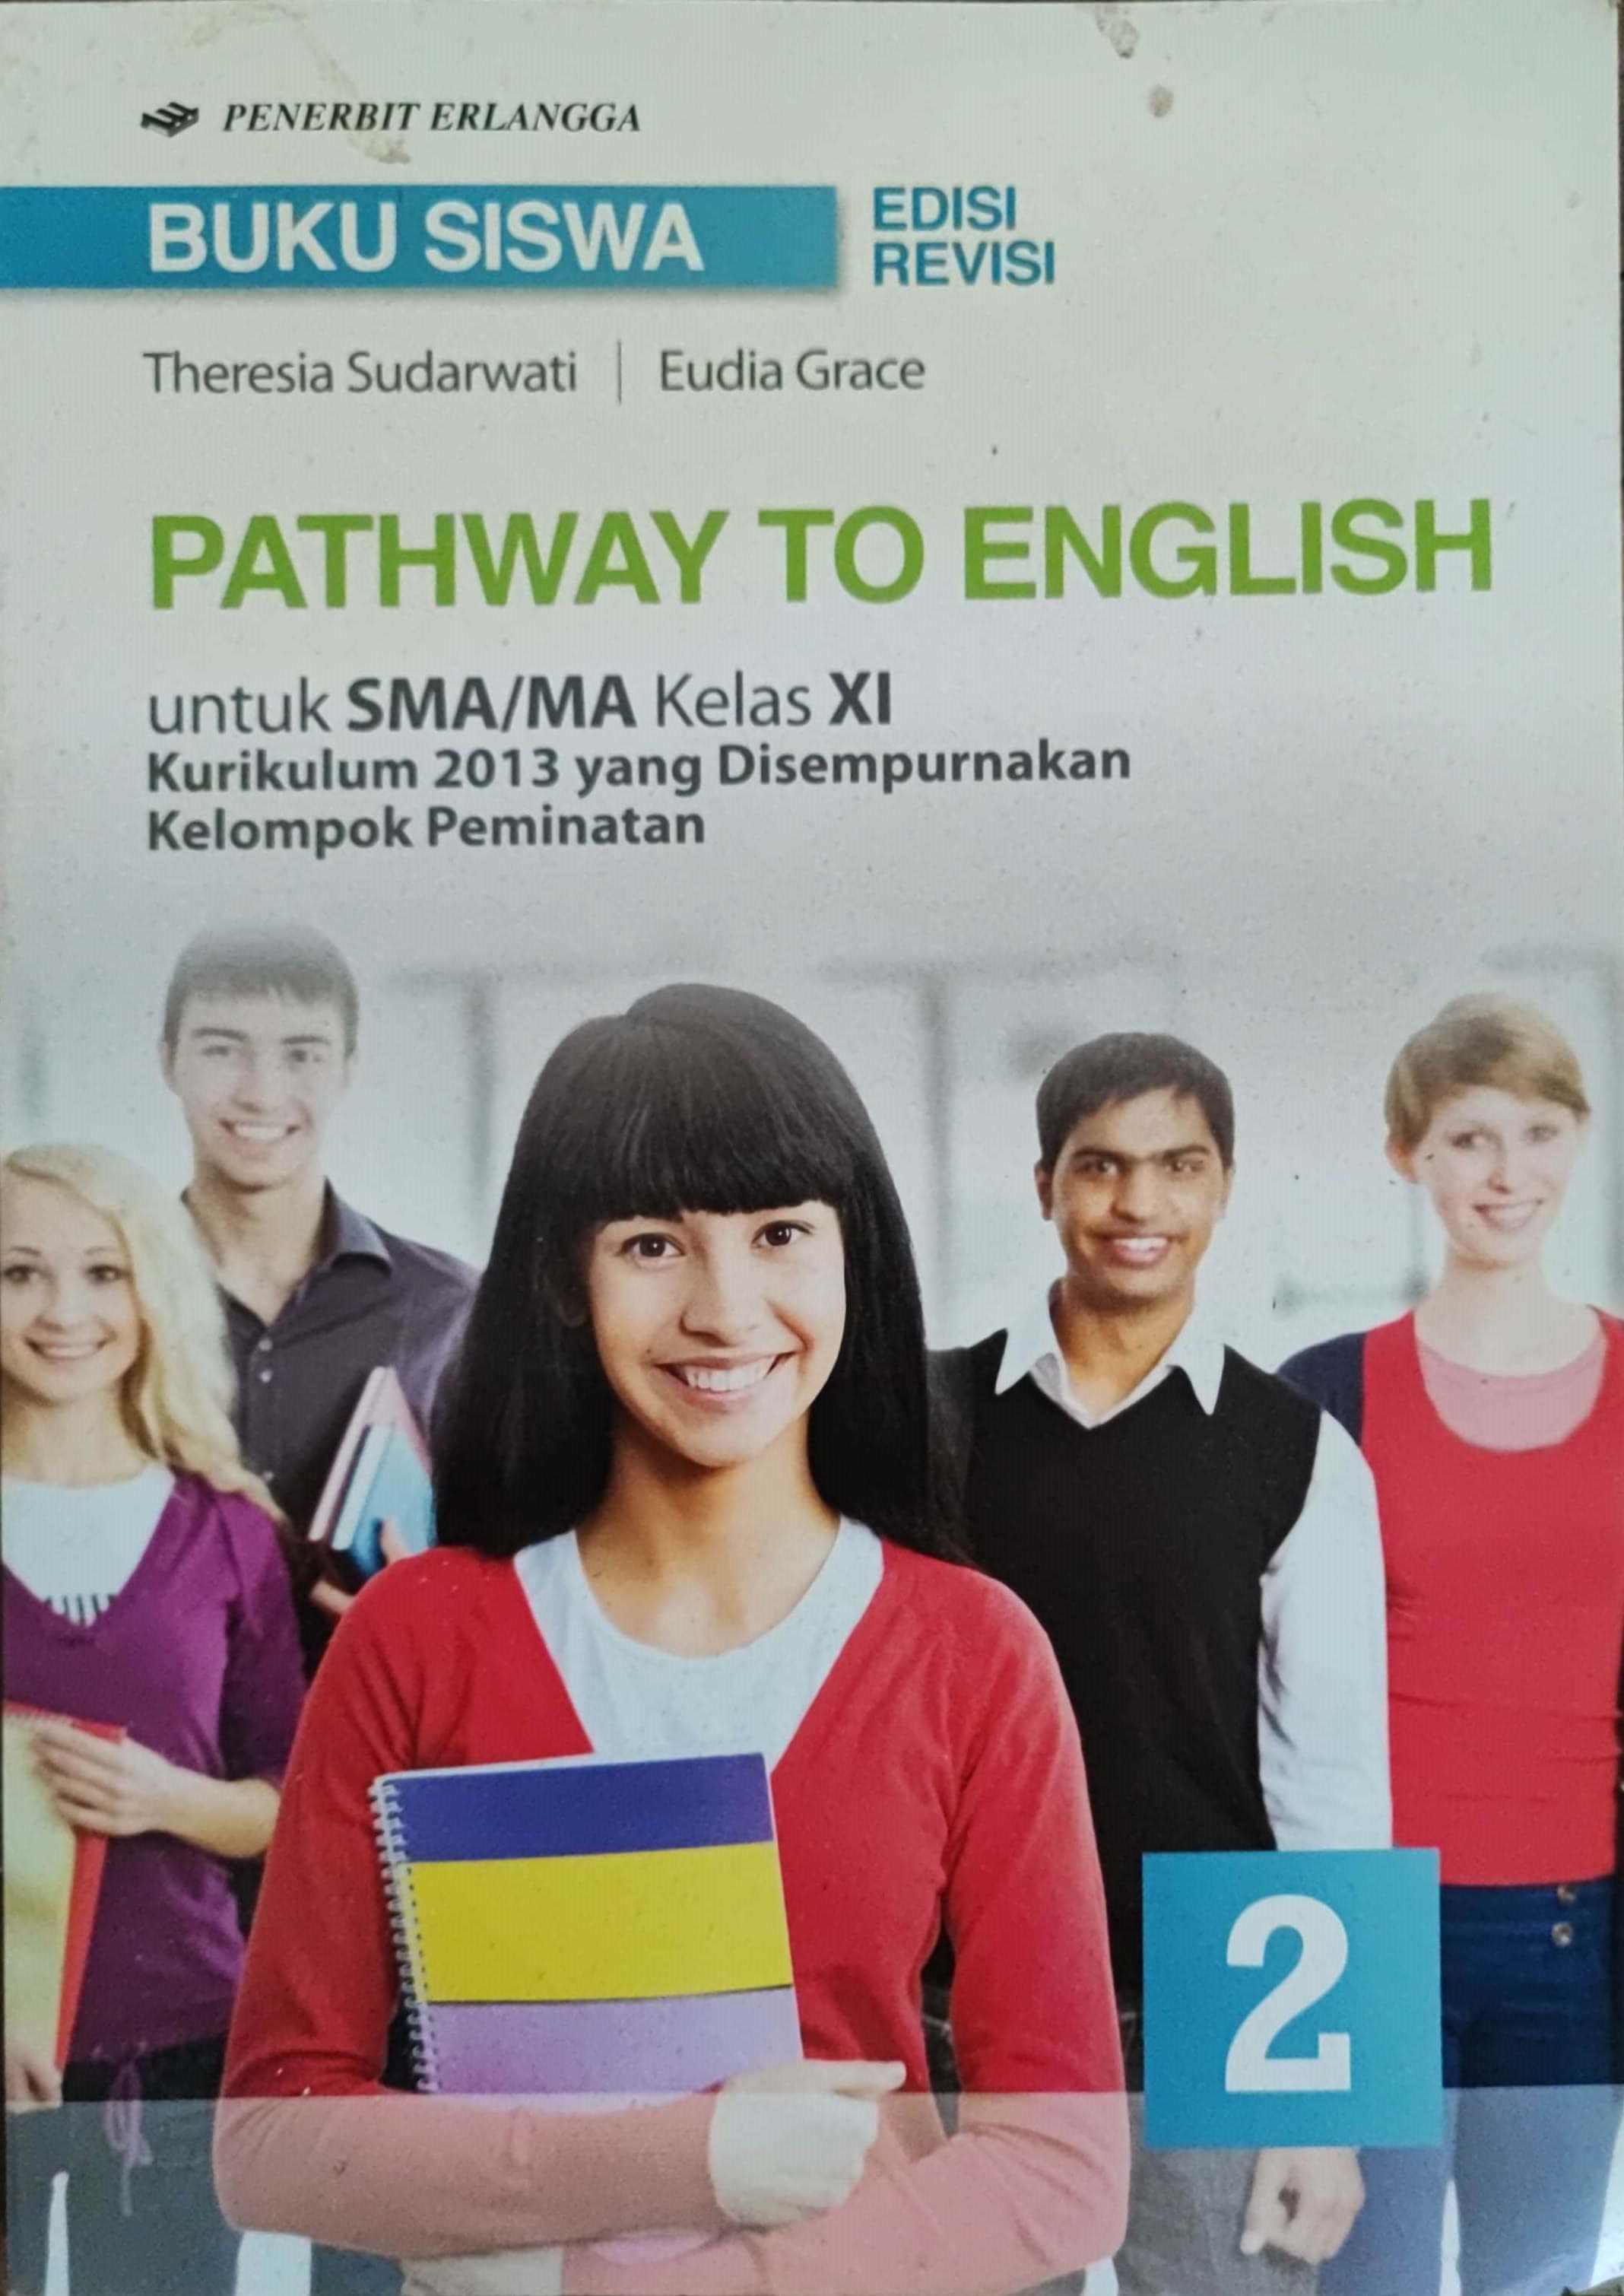 PENERBIT ERLANGGA
BUKU SISWA
EDISI
REVISI
Theresia Sudarwati | Eudia Grace
PATHWAY TO ENGLISH
untuk SMA/MA Kelas XI
Kurikulum 2013 yang Disempurnakan
Kelompok Peminatan
2